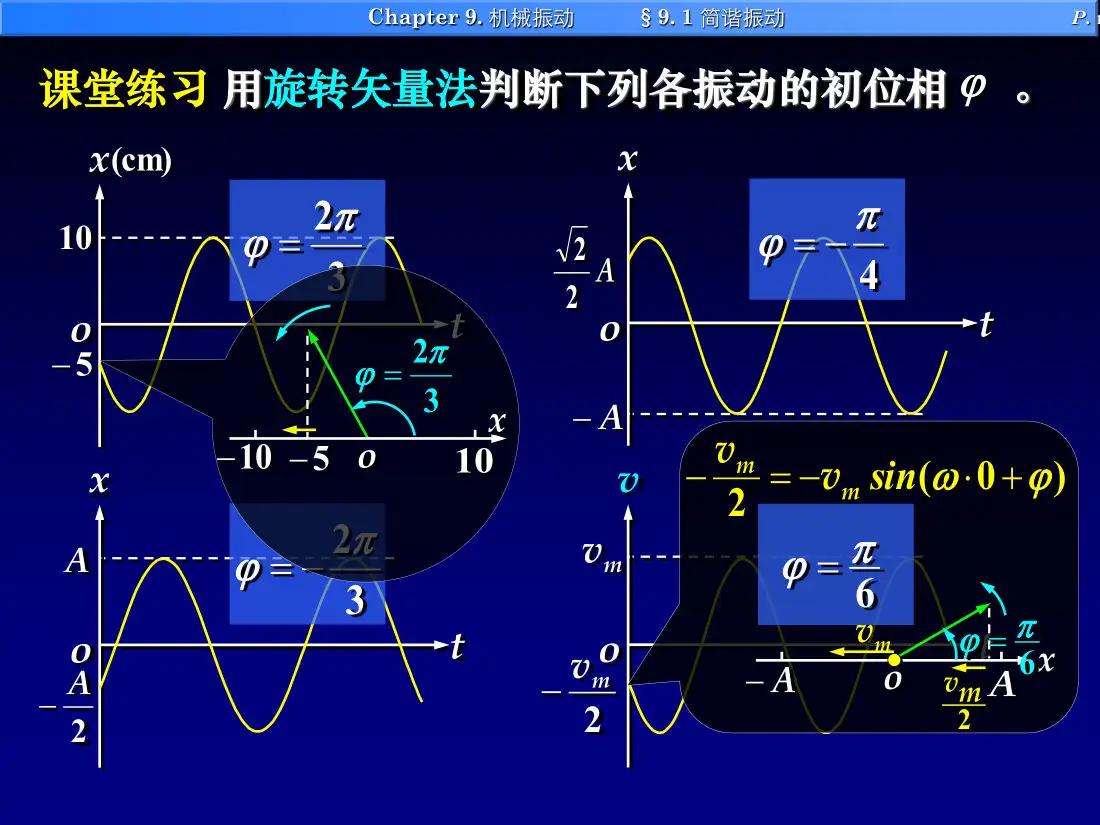 Chapter 9. 机械振动 §9. 1 简谐振动 P.
课堂练习 用旋转矢量法判断下列各振动的初位相 φ 。
x(cm)
10
o
−5
t
φ = 2π/3
φ = 2π/3
−10 −5 o 10 x
x
√2/2 A
o
−A
t
φ = −π/4
x
A
o
−A/2
t
φ = −2π/3
v
v_m
o
−v_m/2
−v_m/2 = −v_m sin(ω·0+φ)
φ = π/6
v_m
φ = π/6
−A o A x
v_m/2